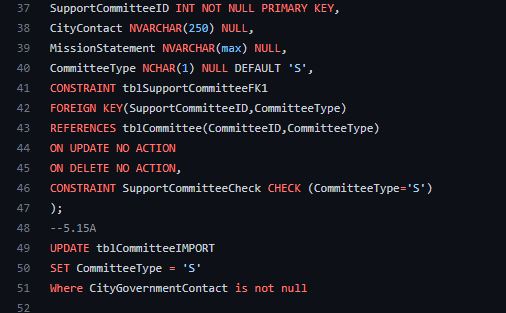 37 SupportCommitteeID INT NOT NULL PRIMARY KEY,
38 CityContact NVARCHAR(250) NULL,
39 MissionStatement NVARCHAR(max) NULL,
40 CommitteeType NCHAR(1) NULL DEFAULT 'S',
41 CONSTRAINT tblSupportCommitteeFK1
42 FOREIGN KEY(SupportCommitteeID,CommitteeType)
43 REFERENCES tblCommittee(CommitteeID,CommitteeType)
44 ON UPDATE NO ACTION
45 ON DELETE NO ACTION,
46 CONSTRAINT SupportCommitteeCheck CHECK (CommitteeType='S')
47 );
48 --5.15A
49 UPDATE tblCommitteeIMPORT
50 SET CommitteeType = 'S'
51 Where CityGovernmentContact is not null
52